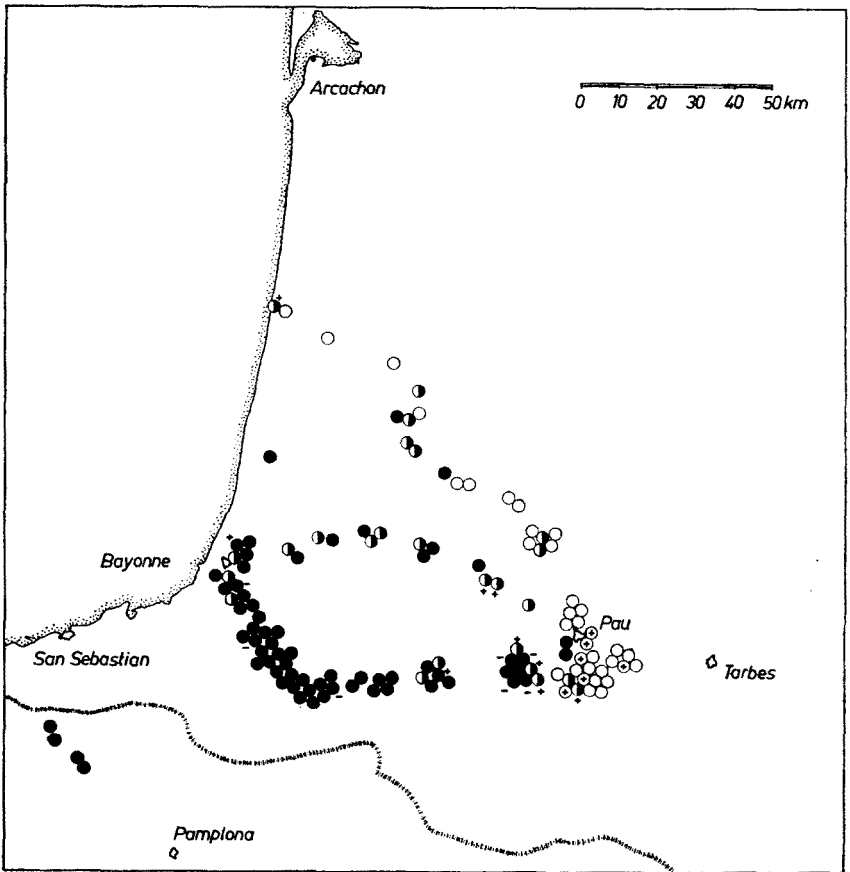 Arcachon
0 10 20 30 40 50 km
Bayonne
Pau
San Sebastian
Tarbes
Pamplona